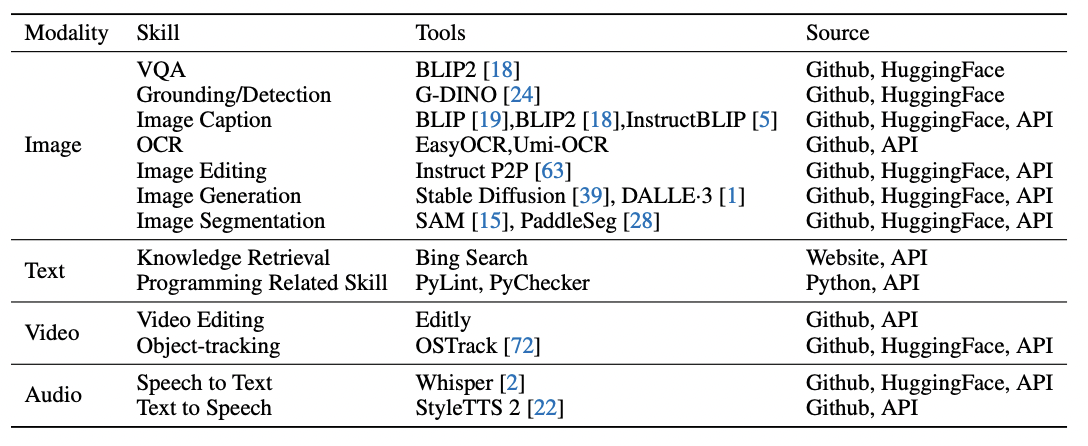 Modality Skill Tools Source
VQA BLIP2 [18] Github, HuggingFace
Grounding/Detection G-DINO [24] Github, HuggingFace
Image Caption BLIP [19],BLIP2 [18],InstructBLIP [5] Github, HuggingFace, API
Image OCR EasyOCR,Umi-OCR Github, API
Image Editing Instruct P2P [63] Github, HuggingFace, API
Image Generation Stable Diffusion [39], DALLE·3 [1] Github, HuggingFace, API
Image Segmentation SAM [15], PaddleSeg [28] Github, HuggingFace, API
Text
Knowledge Retrieval Bing Search Website, API
Programming Related Skill PyLint, PyChecker Python, API
Video
Video Editing Editly Github, API
Object-tracking OSTrack [72] Github, HuggingFace, API
Audio
Speech to Text Whisper [2] Github, HuggingFace, API
Text to Speech StyleTTS 2 [22] Github, API